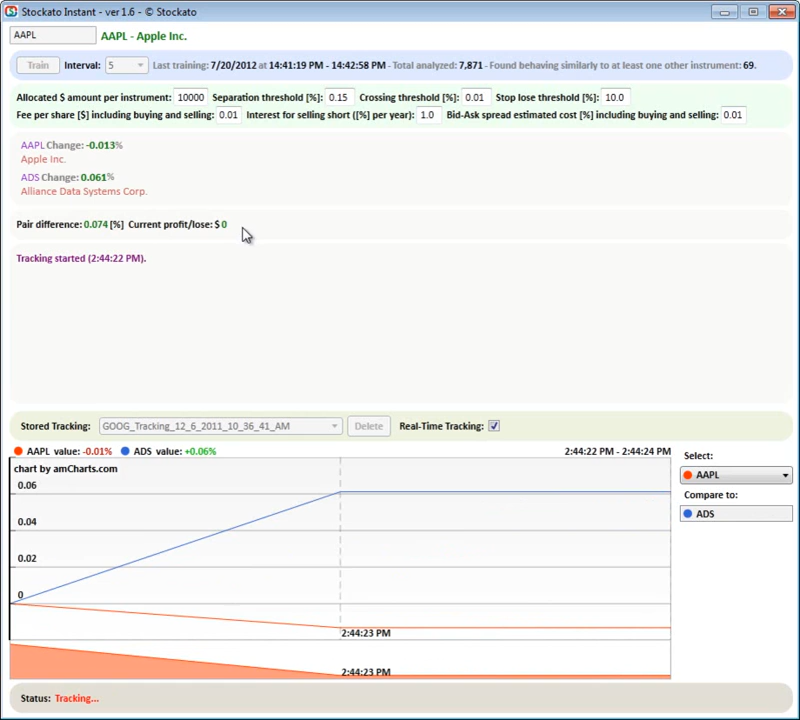 Stockato Instant - ver 1.6 - © Stockato
AAPL AAPL - Apple Inc.
Train Interval: 5 Last training: 7/20/2012 at 14:41:19 PM - 14:42:58 PM - Total analyzed: 7,871 - Found behaving similarly to at least one other instrument: 69.
Allocated $ amount per instrument: 10000 Separation threshold [%]: 0.15 Crossing threshold [%]: 0.01 Stop lose threshold [%]: 10.0
Fee per share [$] including buying and selling: 0.01 Interest for selling short ([%] per year): 1.0 Bid-Ask spread estimated cost [%] including buying and selling: 0.01
AAPL Change: -0.013%
Apple Inc.
ADS Change: 0.061%
Alliance Data Systems Corp.
Pair difference: 0.074 [%] Current profit/lose: $ 0
Tracking started (2:44:22 PM).
Stored Tracking: GOOG_Tracking_12_6_2011_10_36_41_AM Delete Real-Time Tracking:
AAPL value: -0.01% ADS value: +0.06% 2:44:22 PM - 2:44:24 PM
Select:
chart by amCharts.com
AAPL
0.06
Compare to:
ADS
0.04
0.02
0
2:44:23 PM
2:44:23 PM
Status: Tracking...